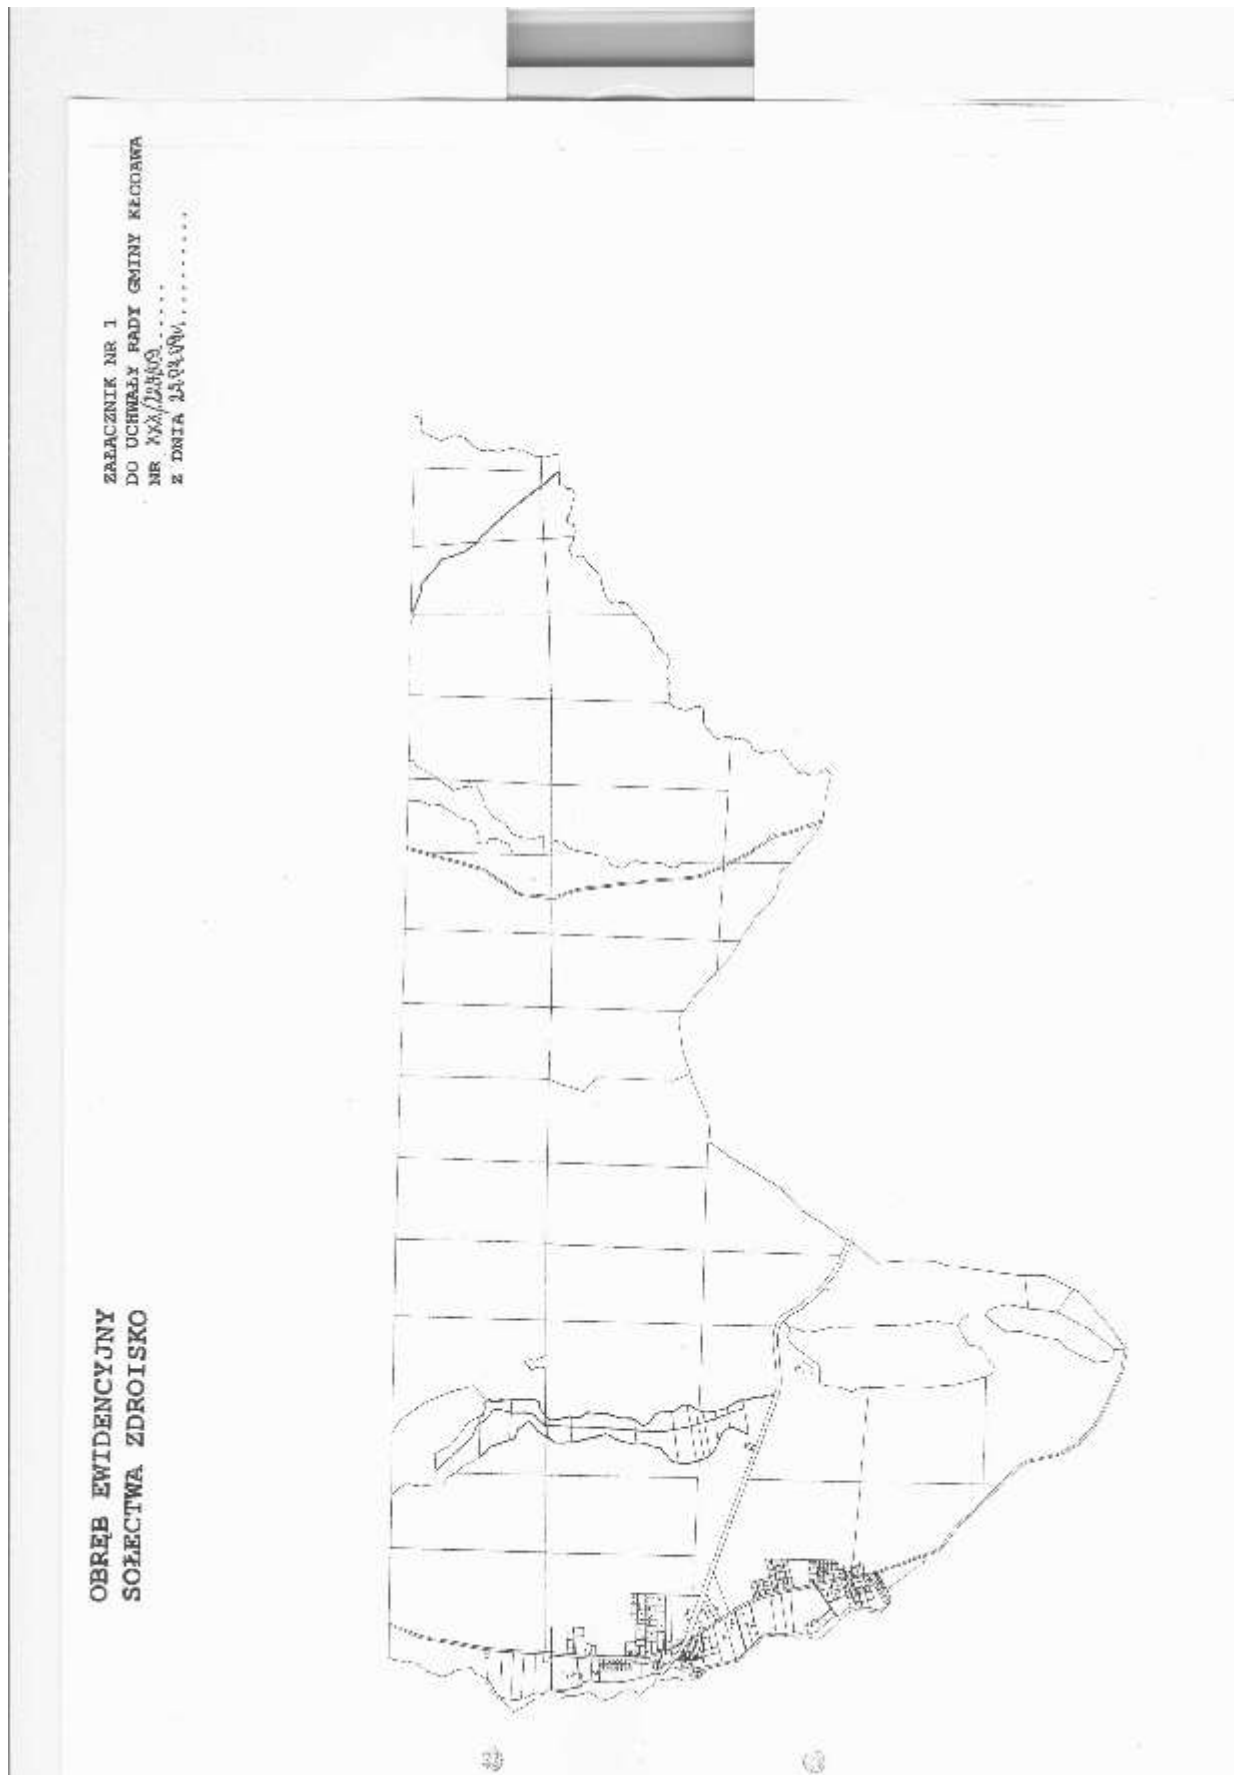 ZAŁĄCZNIK NR 1
DO UCHWAŁY RADY GMINY KŁODAWA
NR
Z DNIA
OBRĘB EWIDENCYJNY
SOŁECTWA ZDROISKO